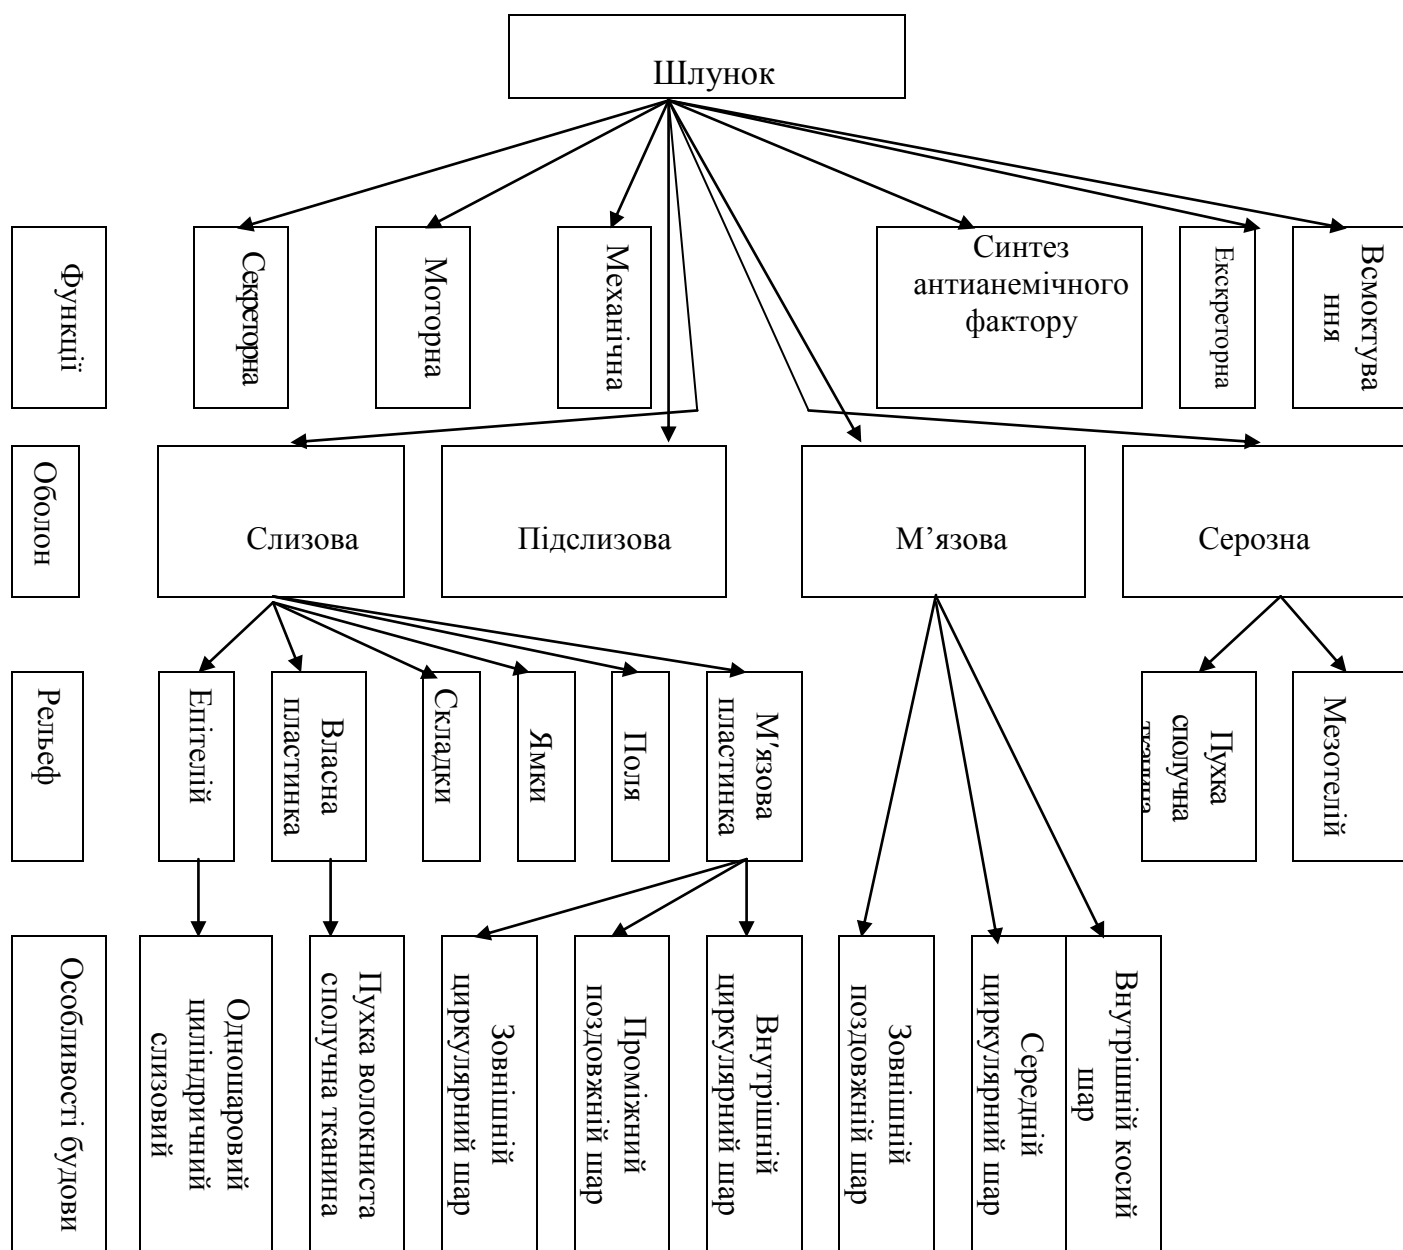 Шлунок
Функції
Секреторна
Моторна
Механічна
Синтез
антианемічного
фактору
Екскреторна
Всмоктува
ння
Оболон
Слизова
Підслизова
М’язова
Серозна
Рельеф
Епітелій
Власна
пластинка
Складки
Ямки
Поля
М'язова
пластинка
Пухка
сполучна
тканина
Мезотелій
Особливості будови
Одношаровий
циліндричний
слизовий
Пухка волокниста
сполучна тканина
Зовнішній
циркулярний шар
Проміжний
поздовжній шар
Внутрішній
циркулярний шар
Зовнішній
поздовжній шар
Середній
циркулярний шар
Внутрішній косий
шар